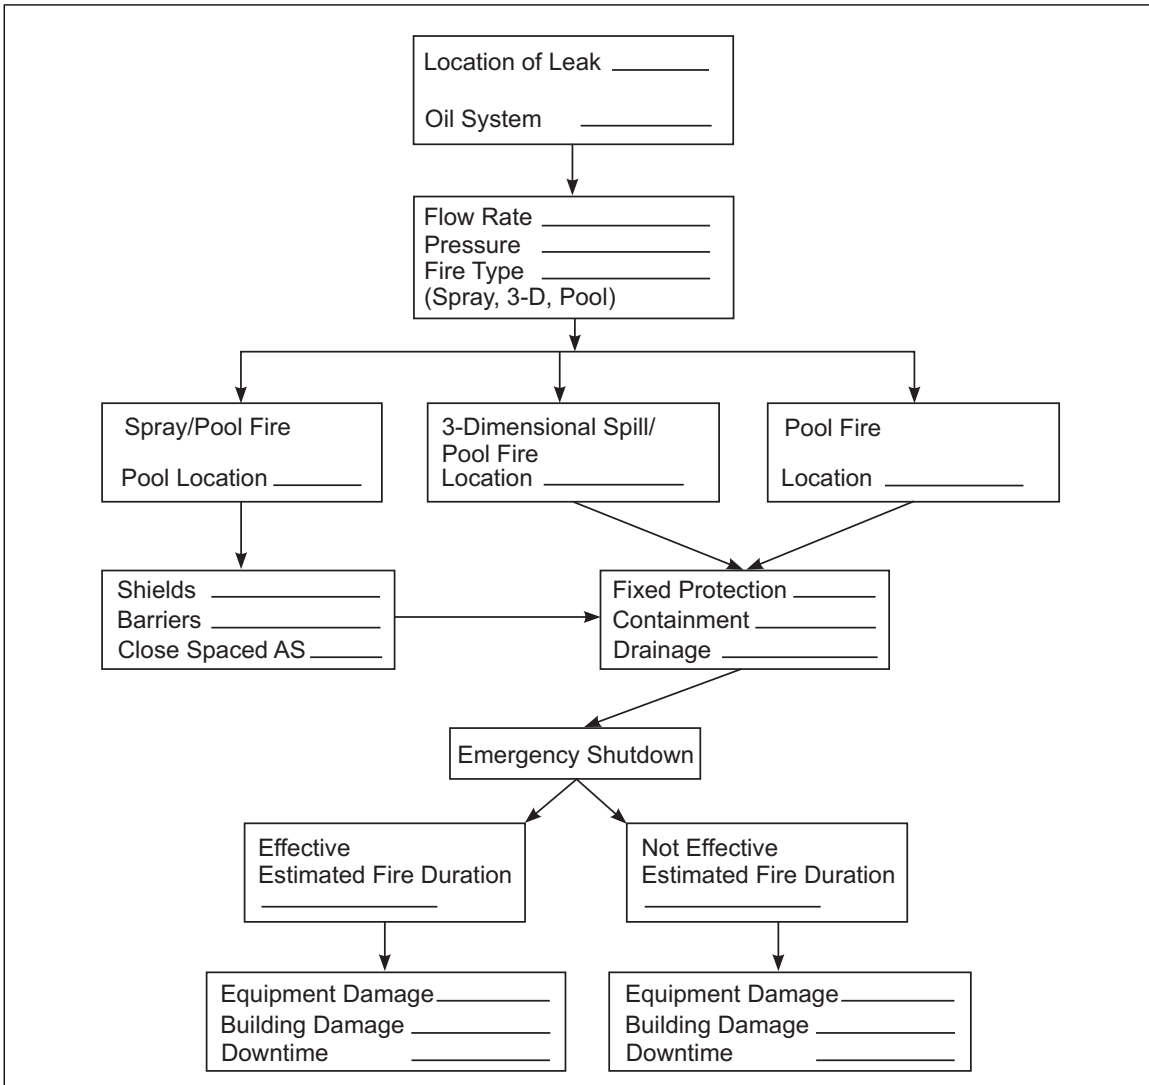 Location of Leak
Oil System
Flow Rate
Pressure
Fire Type
(Spray, 3-D, Pool)
Spray/Pool Fire
Pool Location
3-Dimensional Spill/
Pool Fire
Location
Pool Fire
Location
Shields
Barriers
Close Spaced AS
Fixed Protection
Containment
Drainage
Emergency Shutdown
Effective
Estimated Fire Duration
Not Effective
Estimated Fire Duration
Equipment Damage
Building Damage
Downtime
Equipment Damage
Building Damage
Downtime